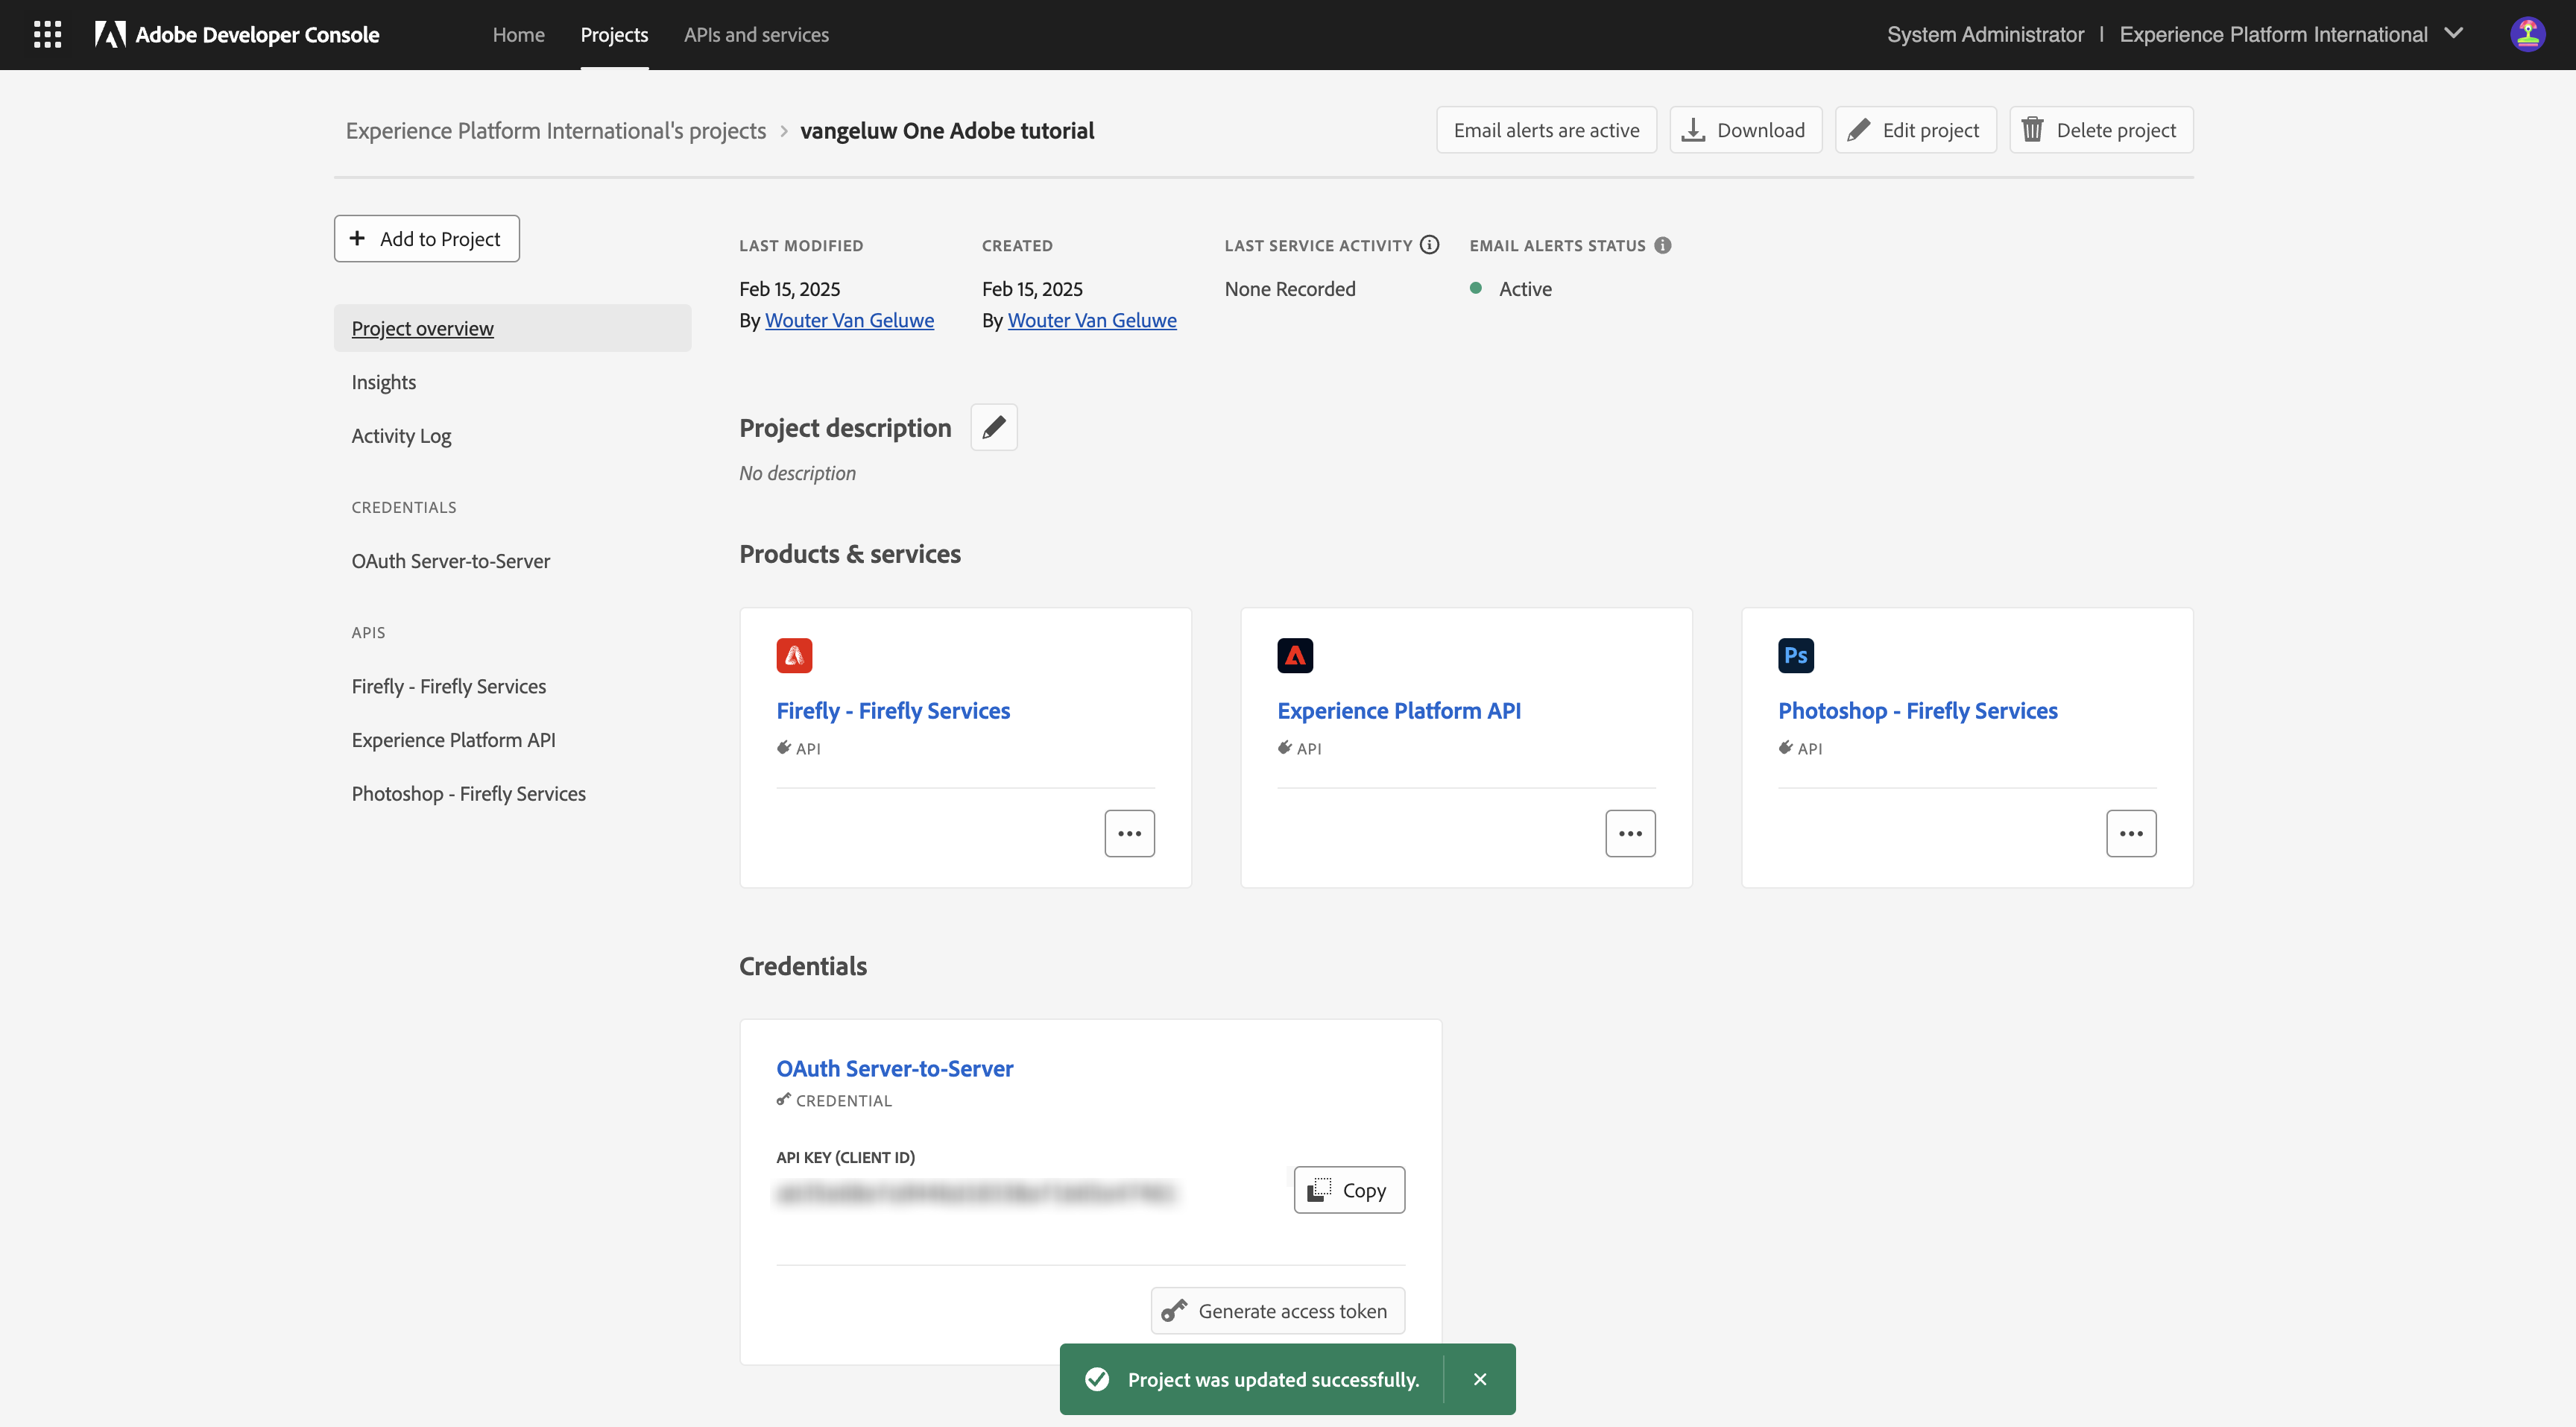 Adobe Developer Console
Home
Projects
APIs and services
System Administrator | Experience Platform International
Experience Platform International's projects > vangeluw One Adobe tutorial
Email alerts are active
Download
Edit project
Delete project
+ Add to Project
Project overview
Insights
Activity Log
CREDENTIALS
OAuth Server-to-Server
APIS
Firefly - Firefly Services
Experience Platform API
Photoshop - Firefly Services
LAST MODIFIED
Feb 15, 2025
By Wouter Van Geluwe
CREATED
Feb 15, 2025
By Wouter Van Geluwe
LAST SERVICE ACTIVITY
None Recorded
EMAIL ALERTS STATUS
Active
Project description
No description
Products & services
Firefly - Firefly Services
API
Experience Platform API
API
Ps
Photoshop - Firefly Services
API
Credentials
OAuth Server-to-Server
CREDENTIAL
API KEY (CLIENT ID)
Copy
Generate access token
Project was updated successfully.